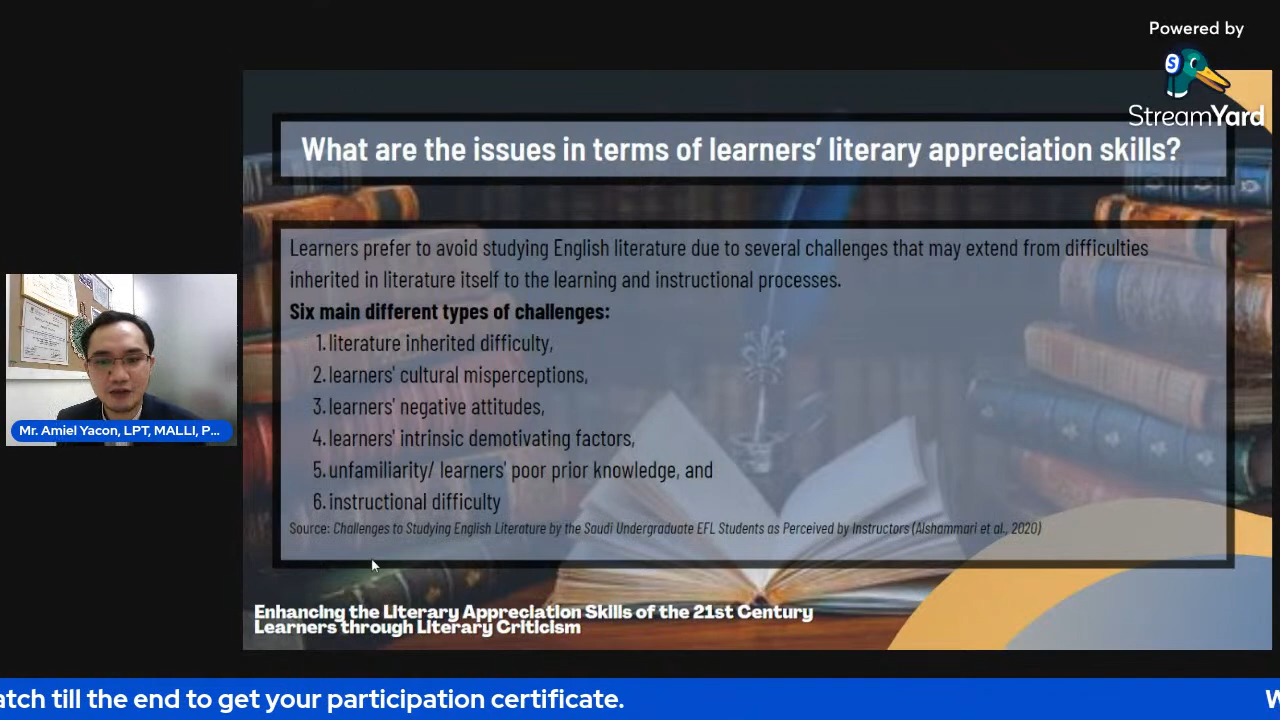 Powered by
StreamYard
What are the issues in terms of learners' literary appreciation skills?
Learners prefer to avoid studying English literature due to several challenges that may extend from difficulties
inherited in literature itself to the learning and instructional processes.
Six main different types of challenges:
1. literature inherited difficulty,
2. learners' cultural misperceptions,
3. learners' negative attitudes,
4. learners' intrinsic demotivating factors,
5. unfamiliarity/ learners' poor prior knowledge, and
6. instructional difficulty
Source: Challenges to Studying English Literature by the Saudi Undergraduate EFL Students as Perceived by Instructors (Alshammari et al., 2020)
Mr. Amiel Yacon, LPT, MALLI, P...
Enhancing the Literary Appreciation Skills of the 21st Century
Learners through Literary Criticism
atch till the end to get your participation certificate. W